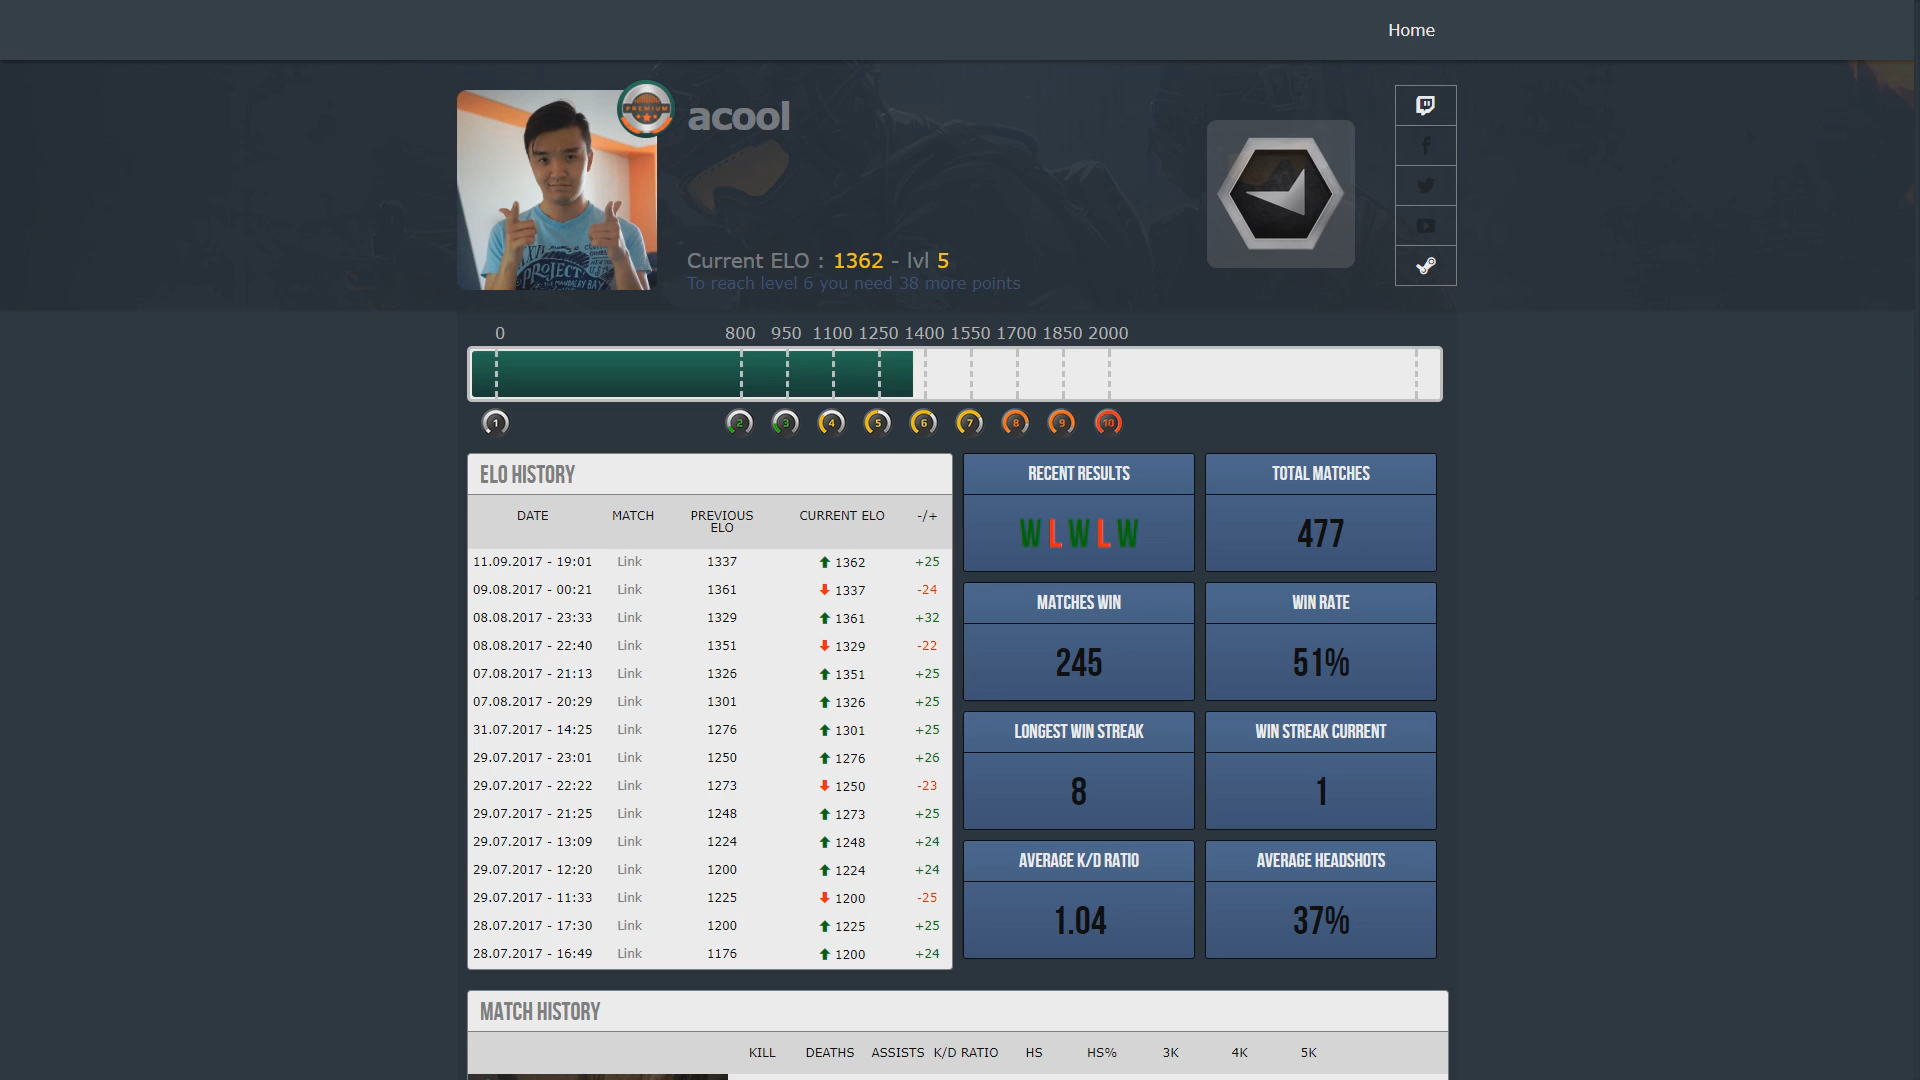 Home
PREMIUM
acool
PROJECT
Current ELO : 1362 - lvl 5
To reach level 6 you need 38 more points
0 800 950 1100 1250 1400 1550 1700 1850 2000
1 2 3 4 5 6 7 8 9 10
ELO HISTORY
DATE MATCH PREVIOUS ELO CURRENT ELO -/+
11.09.2017 - 19:01 Link 1337 1362 +25
09.08.2017 - 00:21 Link 1361 1337 -24
08.08.2017 - 23:33 Link 1329 1361 +32
08.08.2017 - 22:40 Link 1351 1329 -22
07.08.2017 - 21:13 Link 1326 1351 +25
07.08.2017 - 20:29 Link 1301 1326 +25
31.07.2017 - 14:25 Link 1276 1301 +25
29.07.2017 - 23:01 Link 1250 1276 +26
29.07.2017 - 22:22 Link 1273 1250 -23
29.07.2017 - 21:25 Link 1248 1273 +25
29.07.2017 - 13:09 Link 1224 1248 +24
29.07.2017 - 12:20 Link 1200 1224 +24
29.07.2017 - 11:33 Link 1225 1200 -25
28.07.2017 - 17:30 Link 1200 1225 +25
28.07.2017 - 16:49 Link 1176 1200 +24
RECENT RESULTS
W L W L W
TOTAL MATCHES
477
MATCHES WIN
245
WIN RATE
51%
LONGEST WIN STREAK
8
WIN STREAK CURRENT
1
AVERAGE K/D RATIO
1.04
AVERAGE HEADSHOTS
37%
MATCH HISTORY
KILL DEATHS ASSISTS K/D RATIO HS HS% 3K 4K 5K